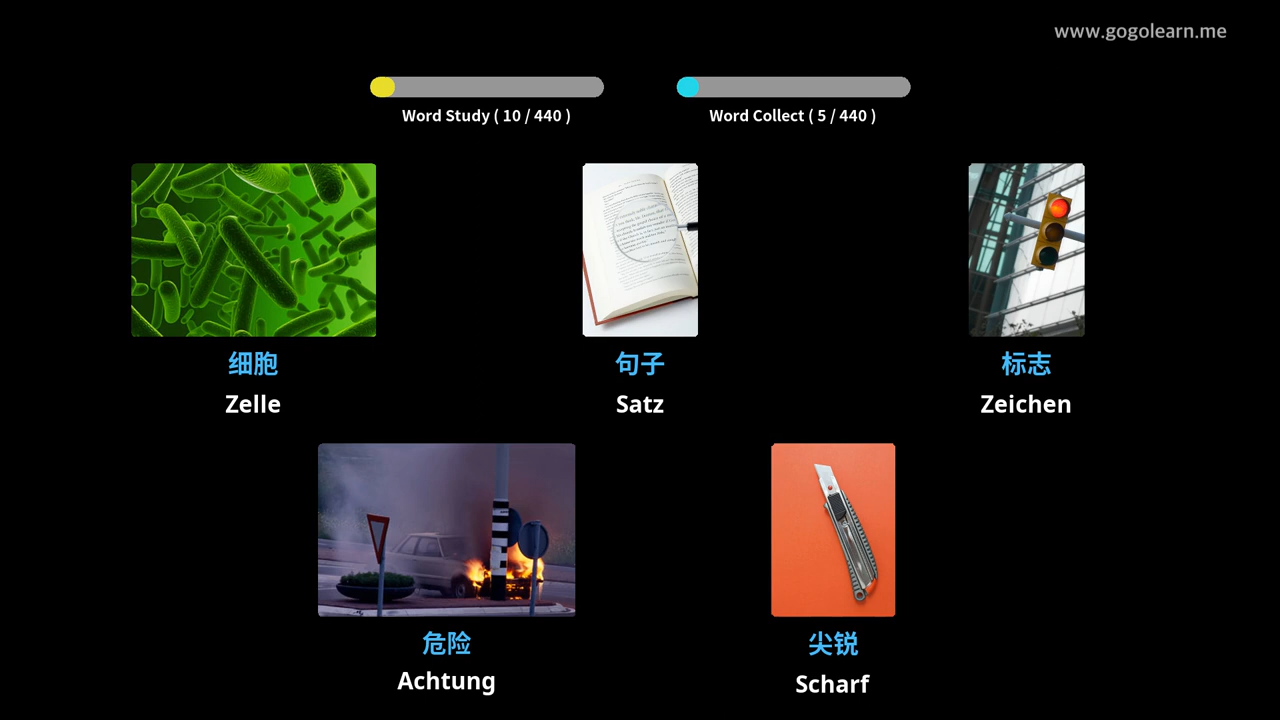 www.gogolearn.me
Word Study ( 10 / 440 )
Word Collect ( 5 / 440 )
细胞
句子
标志
Zelle
Satz
Zeichen
危险
尖锐
Achtung
Scharf